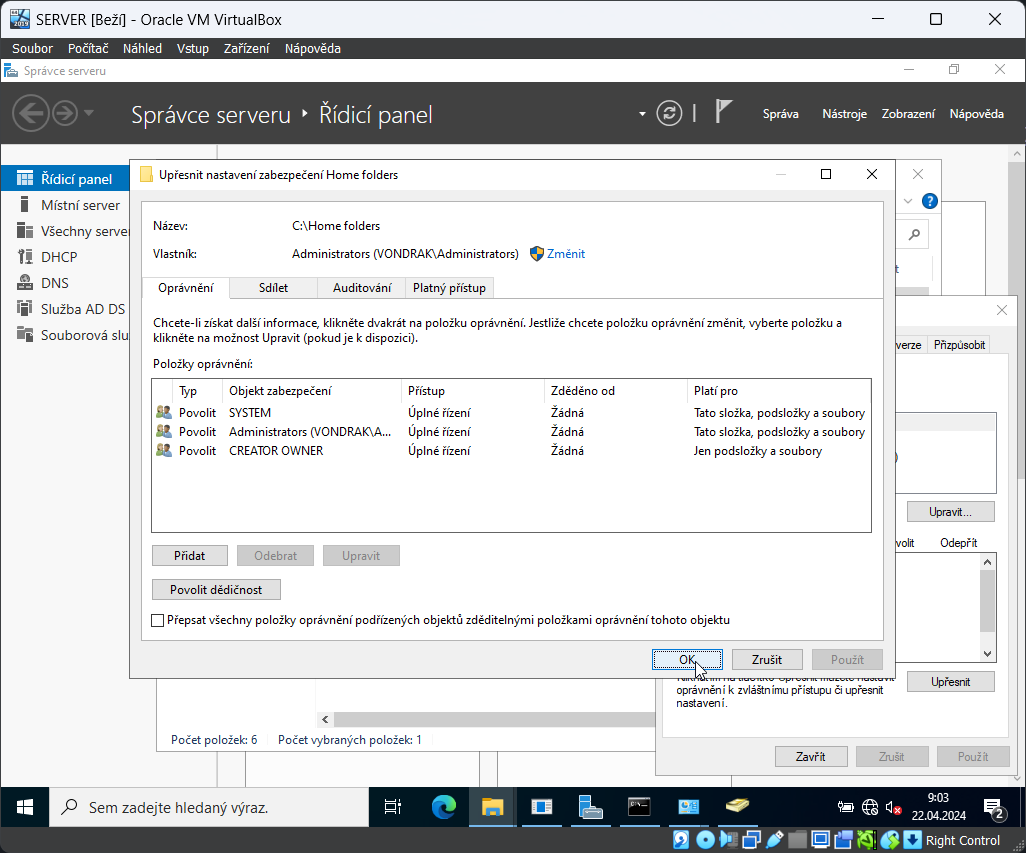 SERVER [Beží] - Oracle VM VirtualBox
Soubor Počítač Náhled Vstup Zařízení Nápověda
Správce serveru
Správce serveru ‣ Řídicí panel
Správa Nástroje Zobrazení Nápověda
Řídicí panel
Místní server
Všechny server
DHCP
DNS
Služba AD DS
Souborová slu
Upřesnit nastavení zabezpečení Home folders
Název: C:\Home folders
Vlastník: Administrators (VONDRAK\Administrators) Změnit
Oprávnění Sdílet Auditování Platný přístup
Chcete-li získat další informace, klikněte dvakrát na položku oprávnění. Jestliže chcete položku oprávnění změnit, vyberte položku a
klikněte na možnost Upravit (pokud je k dispozici).
Položky oprávnění:
Typ Objekt zabezpečení Přístup Zděděno od Platí pro
Povolit SYSTEM Úplné řízení Žádná Tato složka, podsložky a soubory
Povolit Administrators (VONDRAK\A... Úplné řízení Žádná Tato složka, podsložky a soubory
Povolit CREATOR OWNER Úplné řízení Žádná Jen podsložky a soubory
Přidat Odebrat Upravit
Povolit dědičnost
Přepsat všechny položky oprávnění podřízených objektů zděditelnými položkami oprávnění tohoto objektu
OK Zrušit Použít
?
t
verze Přizpůsobit
Upravit...
volit Odepřít
oprávnění k zvláštnímu přístupu či upřesnit
nastavení.
Upřesnit
Zavřít Zrušit Použít
Počet položek: 6 Počet vybraných položek: 1
Sem zadejte hledaný výraz.
9:03
22.04.2024
2
Right Control